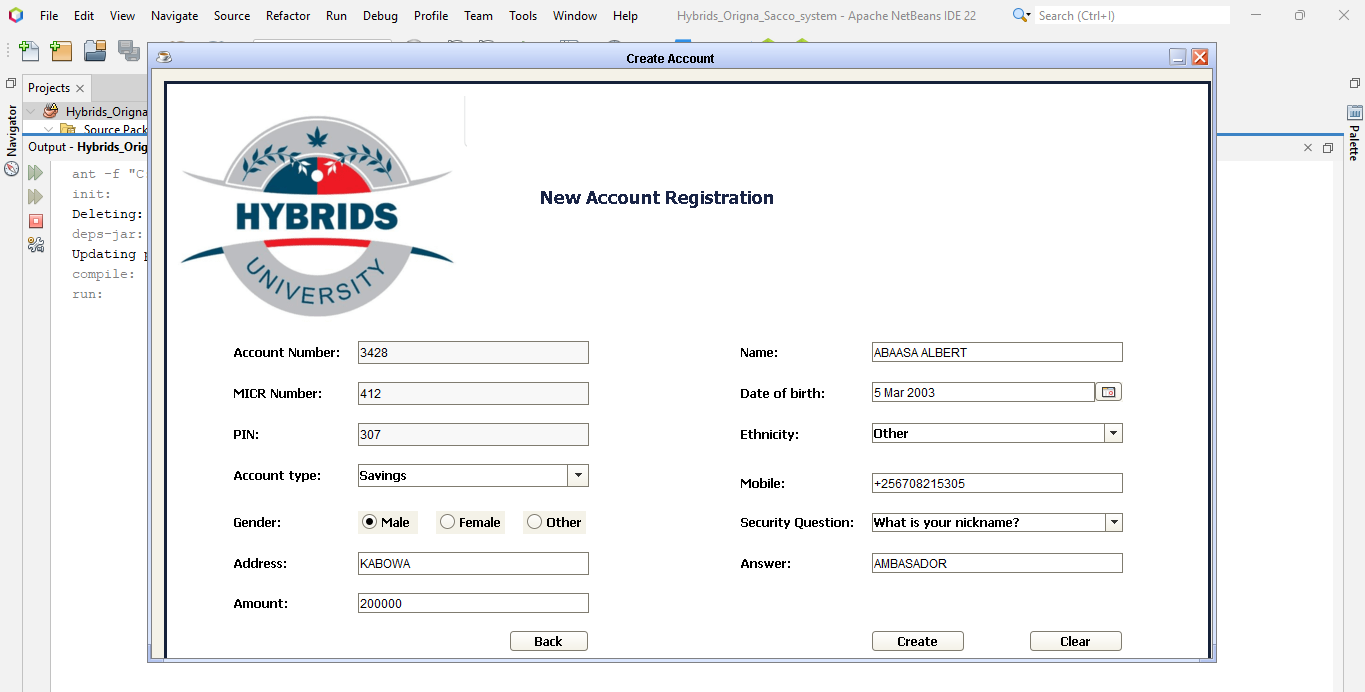 File Edit View Navigate Source Refactor Run Debug Profile Team Tools Window Help Hybrids_Origna_Sacco_system - Apache NetBeans IDE 22 Search (Ctrl+I)
Create Account
Projects
Navigator
Hybrids_Origna
Source Pack
Output - Hybrids_Orig
Palette
ant -f "C
init:
Deleting:
deps-jar:
Updating p
compile:
run:
HYBRIDS
UNIVERSITY
New Account Registration
Account Number: 3428 Name: ABAASA ALBERT
MICR Number: 412 Date of birth: 5 Mar 2003
PIN: 307 Ethnicity: Other
Account type: Savings
Mobile: +256708215305
Gender: Male Female Other Security Question: What is your nickname?
Address: KABOWA Answer: AMBASADOR
Amount: 200000
Back Create Clear